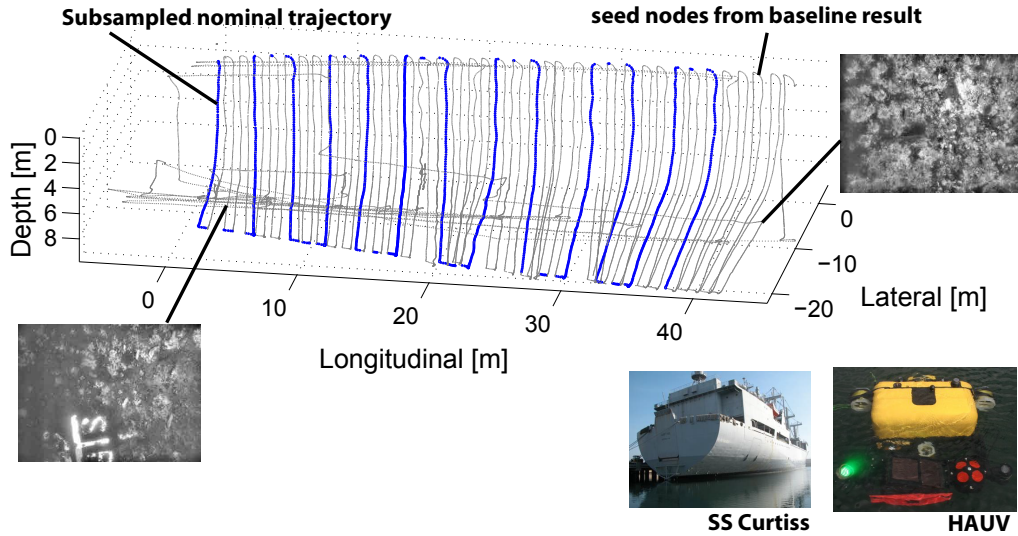 Subsampled nominal trajectory
seed nodes from baseline result
0
2
4
6
8
Depth [m]
0
10
20
30
40
Longitudinal [m]
0
−10
−20
Lateral [m]
SS Curtiss
HAUV